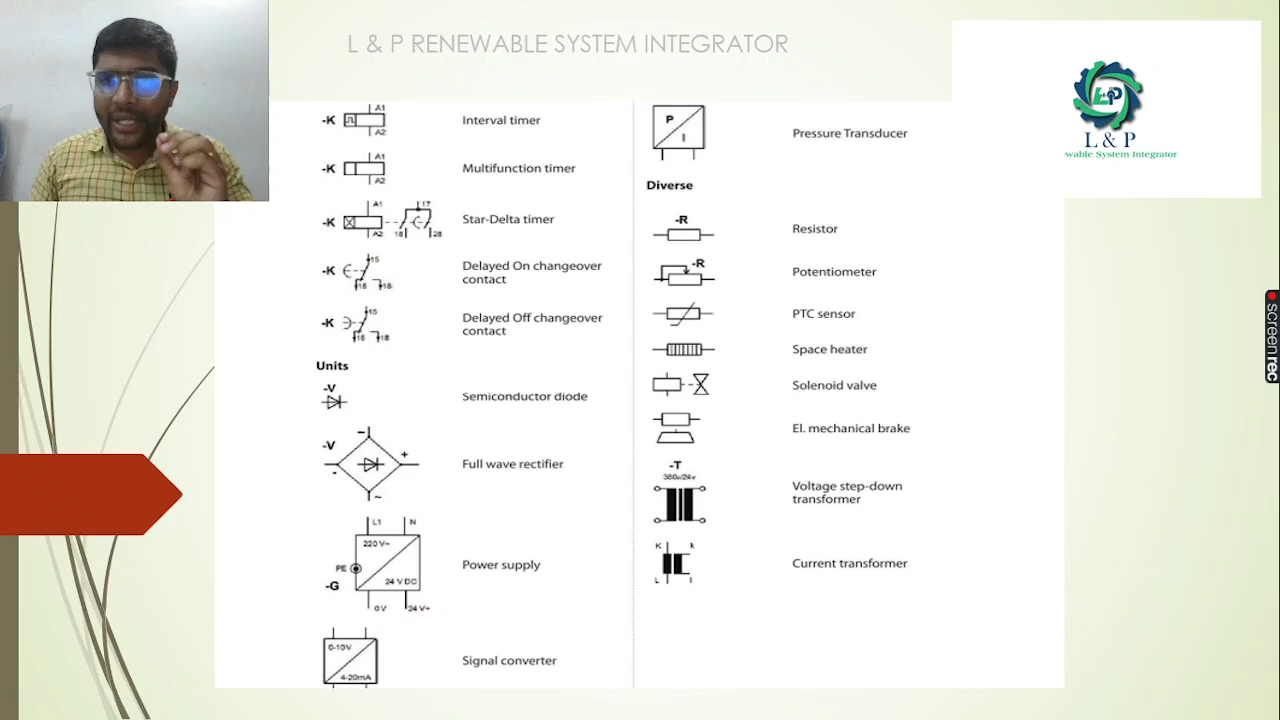 L & P RENEWABLE SYSTEM INTEGRATOR
L&P
L & P
wable System Integrator
A1
-K
Interval timer
A2
A1
-K
Multifunction timer
A2
A1
17
-K
Star-Delta timer
A2
18
28
15
-K
Delayed On changeover
contact
16
18
15
-K
Delayed Off changeover
contact
16
18
Units
-V
Semiconductor diode
~
-V
+
Full wave rectifier
-
~
L1
N
220 V~
PE
Power supply
24 V DC
-G
0V
24 V+
0-10V
Signal converter
4-20mA
P
I
Pressure Transducer
Diverse
-R
Resistor
-R
Potentiometer
PTC sensor
Space heater
Solenoid valve
El. mechanical brake
-T
380v/24v
Voltage step-down
transformer
K
k
Current transformer
L
l
screenrec